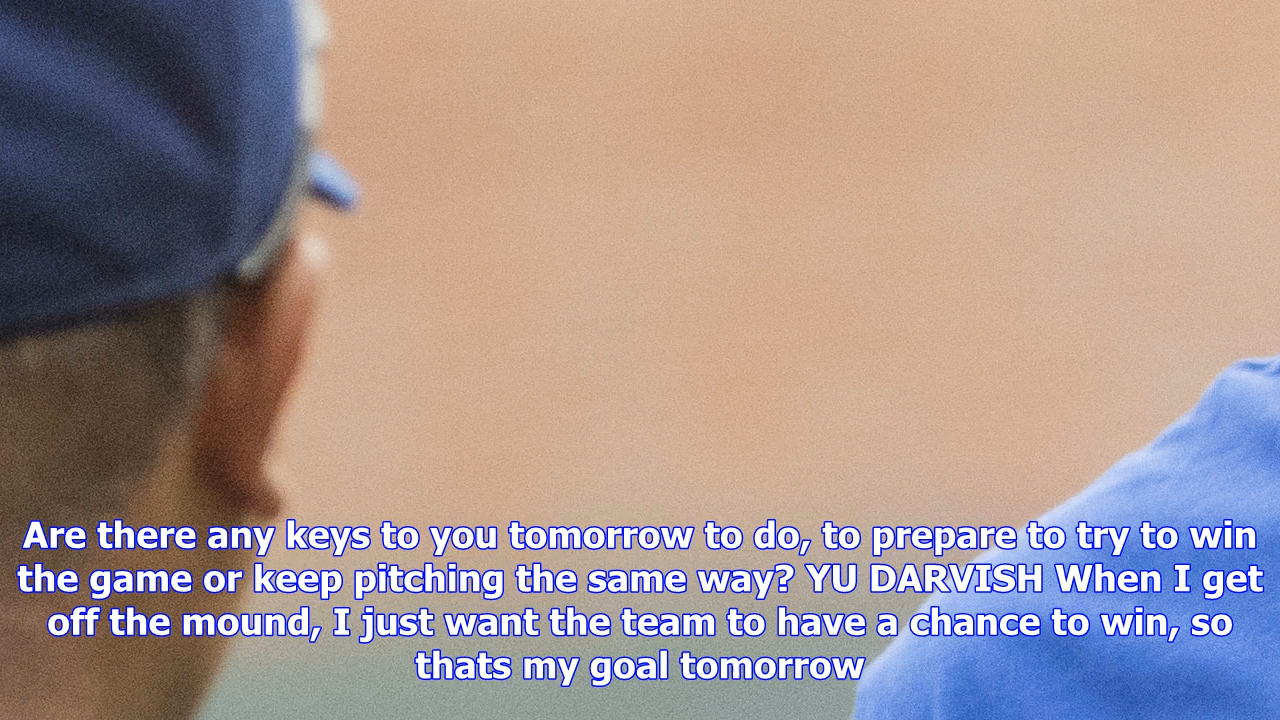 Are there any keys to you tomorrow to do, to prepare to try to win
the game or keep pitching the same way? YU DARVISH When I get
off the mound, I just want the team to have a chance to win, so
thats my goal tomorrow